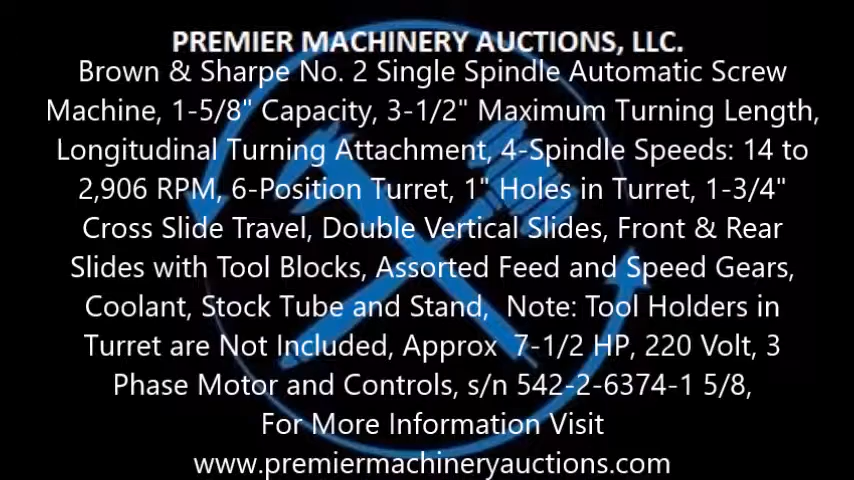 PREMIER MACHINERY AUCTIONS, LLC.
Brown & Sharpe No. 2 Single Spindle Automatic Screw
Machine, 1-5/8" Capacity, 3-1/2" Maximum Turning Length,
Longitudinal Turning Attachment, 4-Spindle Speeds: 14 to
2,906 RPM, 6-Position Turret, 1" Holes in Turret, 1-3/4"
Cross Slide Travel, Double Vertical Slides, Front & Rear
Slides with Tool Blocks, Assorted Feed and Speed Gears,
Coolant, Stock Tube and Stand,  Note: Tool Holders in
Turret are Not Included, Approx  7-1/2 HP, 220 Volt, 3
Phase Motor and Controls, s/n 542-2-6374-1 5/8,
For More Information Visit
www.premiermachineryauctions.com